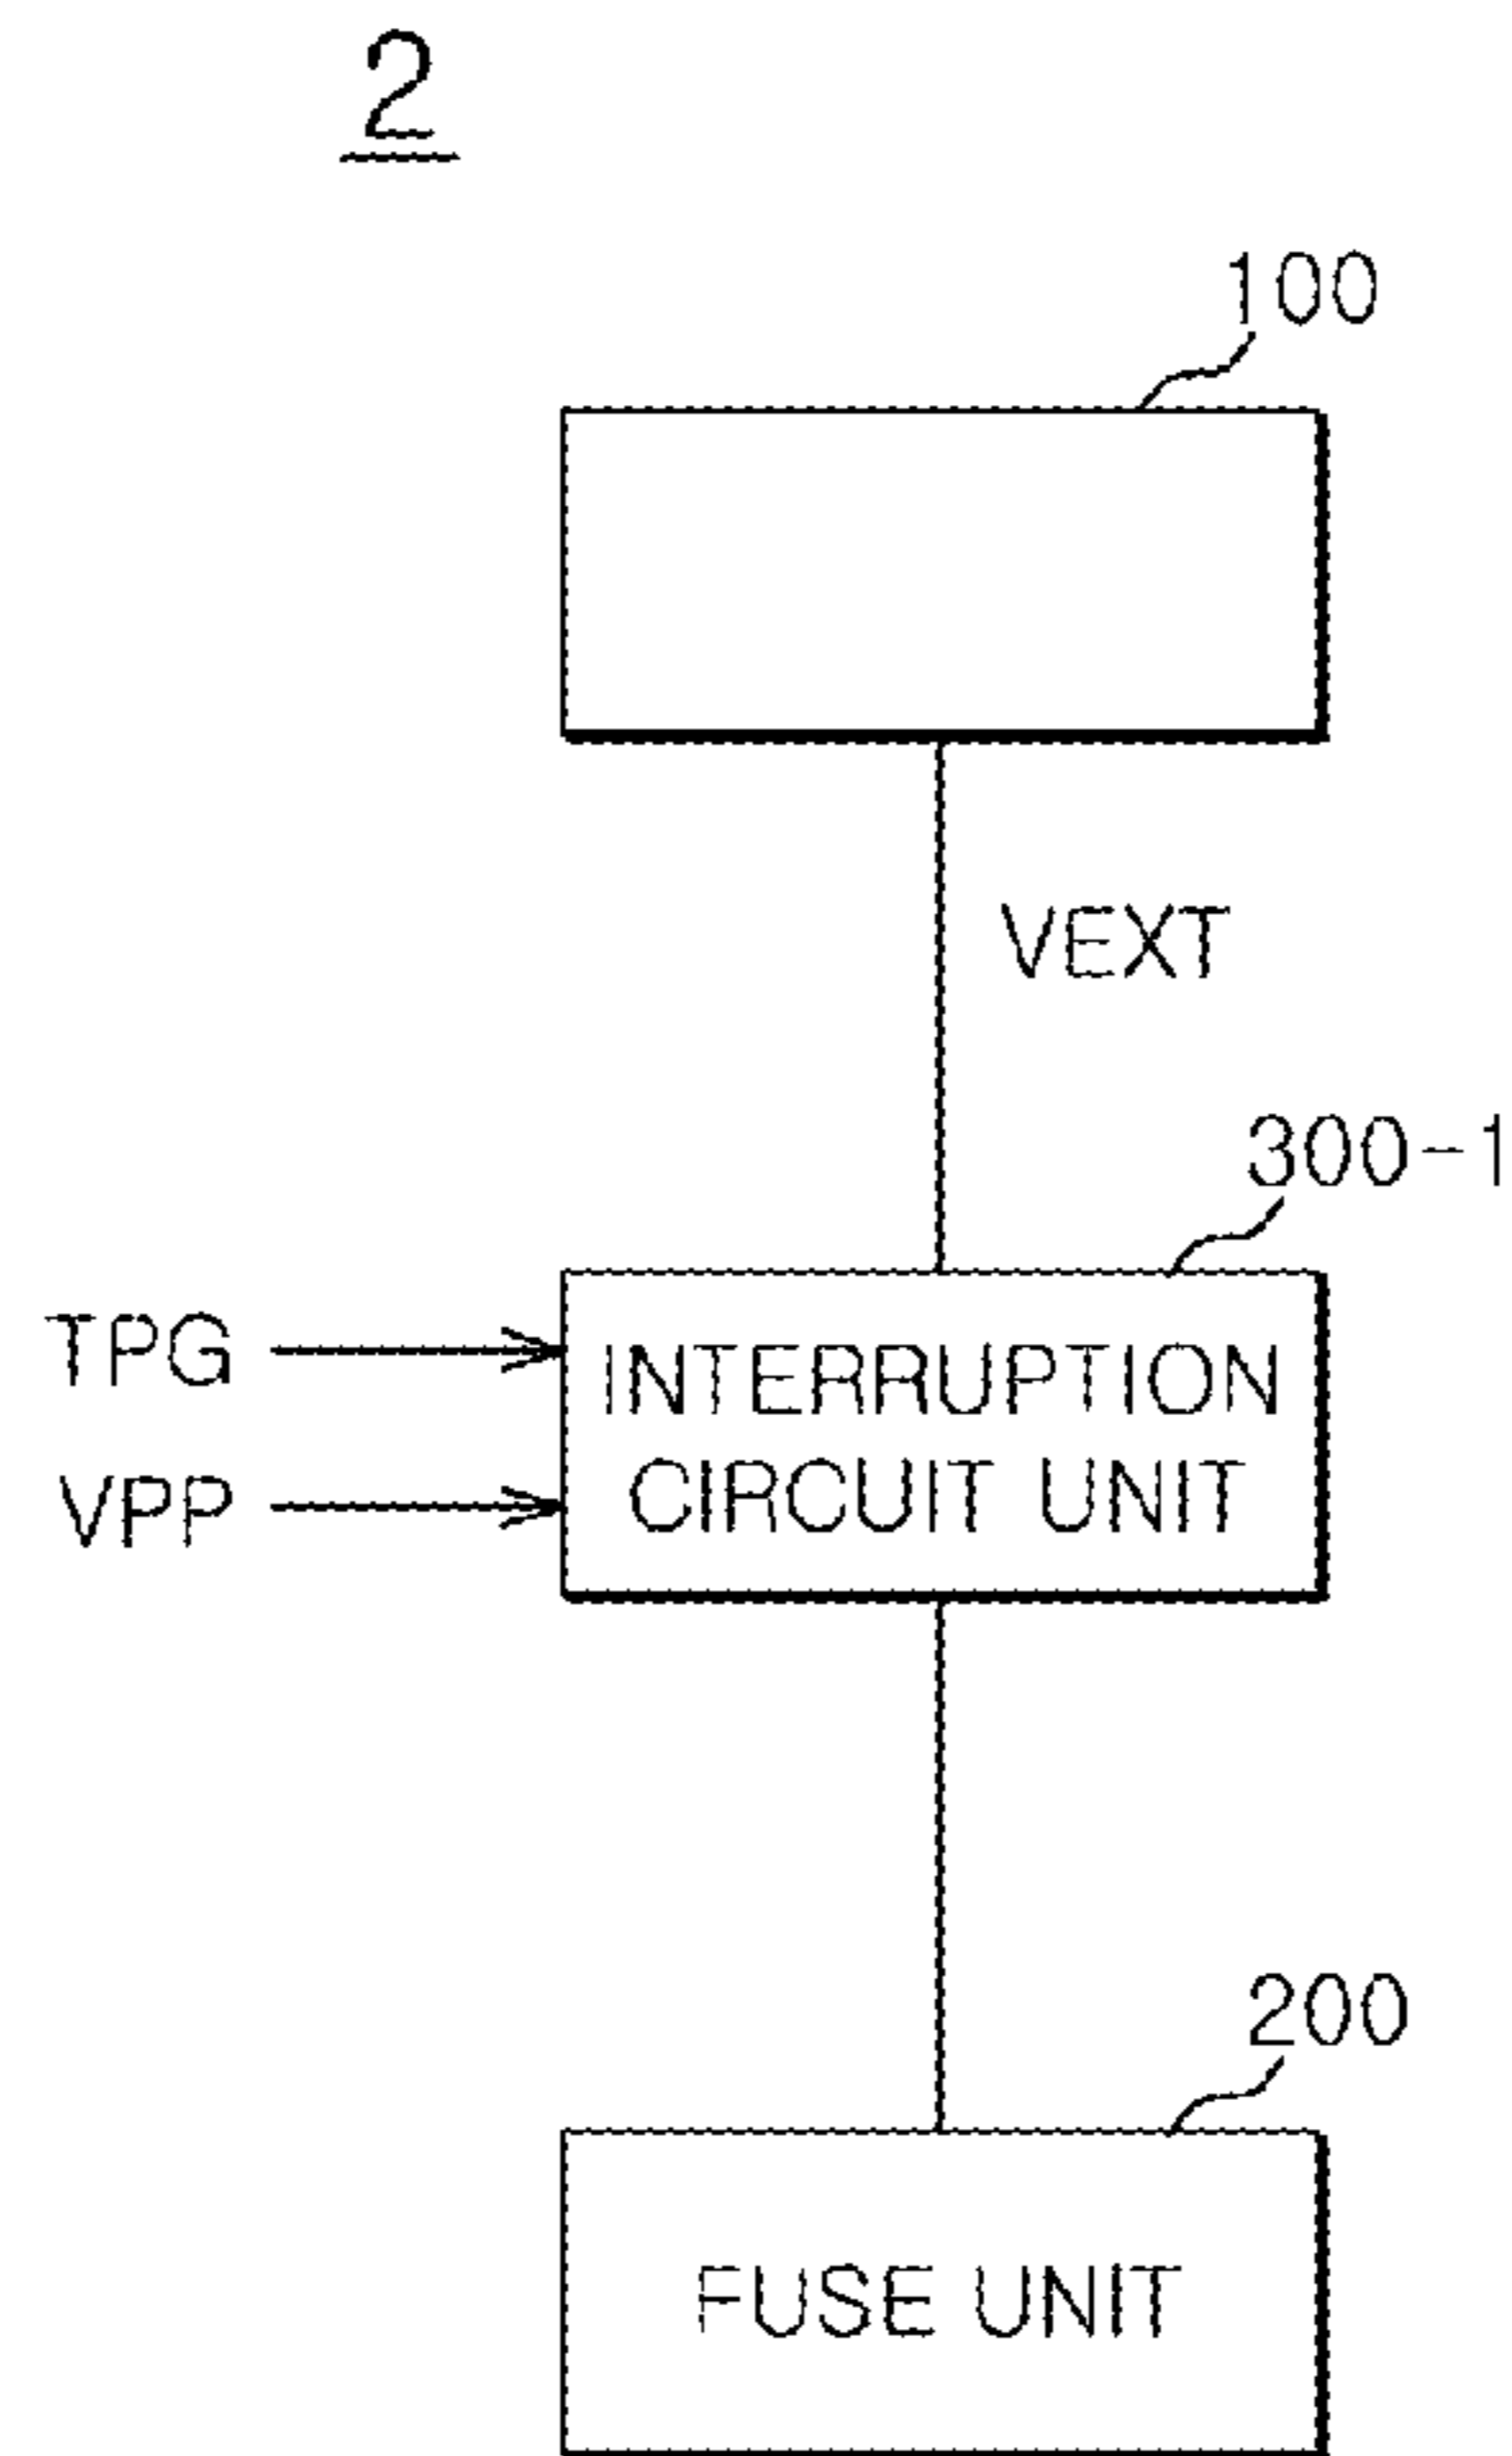 2
100
VEXT
300-1
TPG
INTERRUPTION
VPP
CIRCUIT UNIT
200
FUSE UNIT